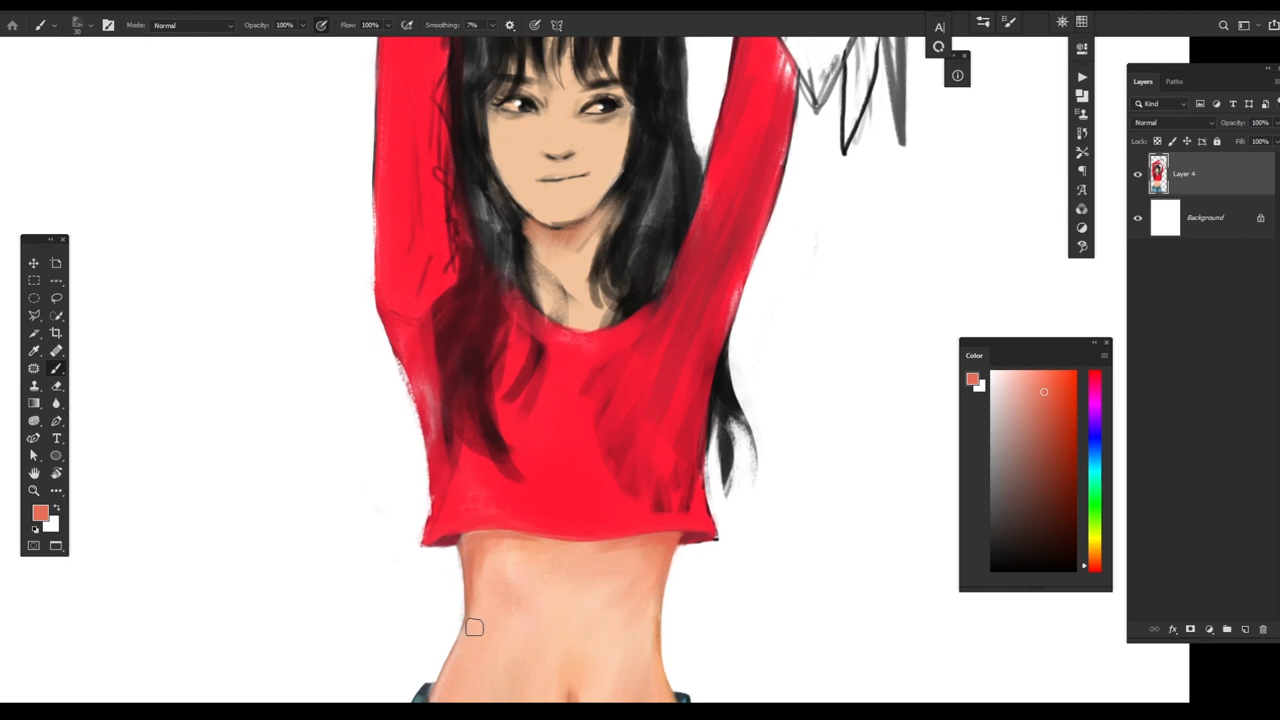 Mode: Normal Opacity: 100% Flow: 100% Smoothing: 7%
30
A
Layers Paths
Kind
Normal Opacity: 100%
Lock: Fill: 100%
Layer 4
Background
Color